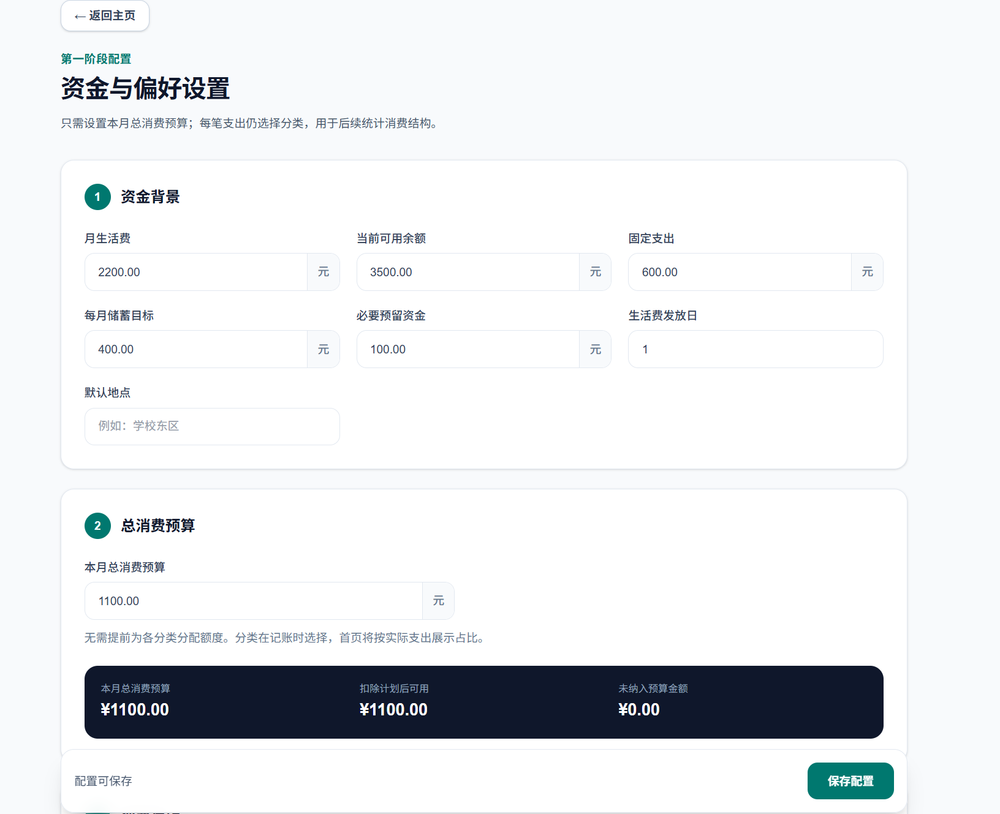 ← 返回主页
第一阶段配置
资金与偏好设置
只需设置本月总消费预算；每笔支出仍选择分类，用于后续统计消费结构。
1 资金背景
月生活费 当前可用余额 固定支出
2200.00 元 3500.00 元 600.00 元
每月储蓄目标 必要预留资金 生活费发放日
400.00 元 100.00 元 1
默认地点
例如：学校东区
2 总消费预算
本月总消费预算
1100.00 元
无需提前为各分类分配额度。分类在记账时选择，首页将按实际支出展示占比。
本月总消费预算 扣除计划后可用 未纳入预算金额
¥1100.00 ¥1100.00 ¥0.00
配置可保存 保存配置